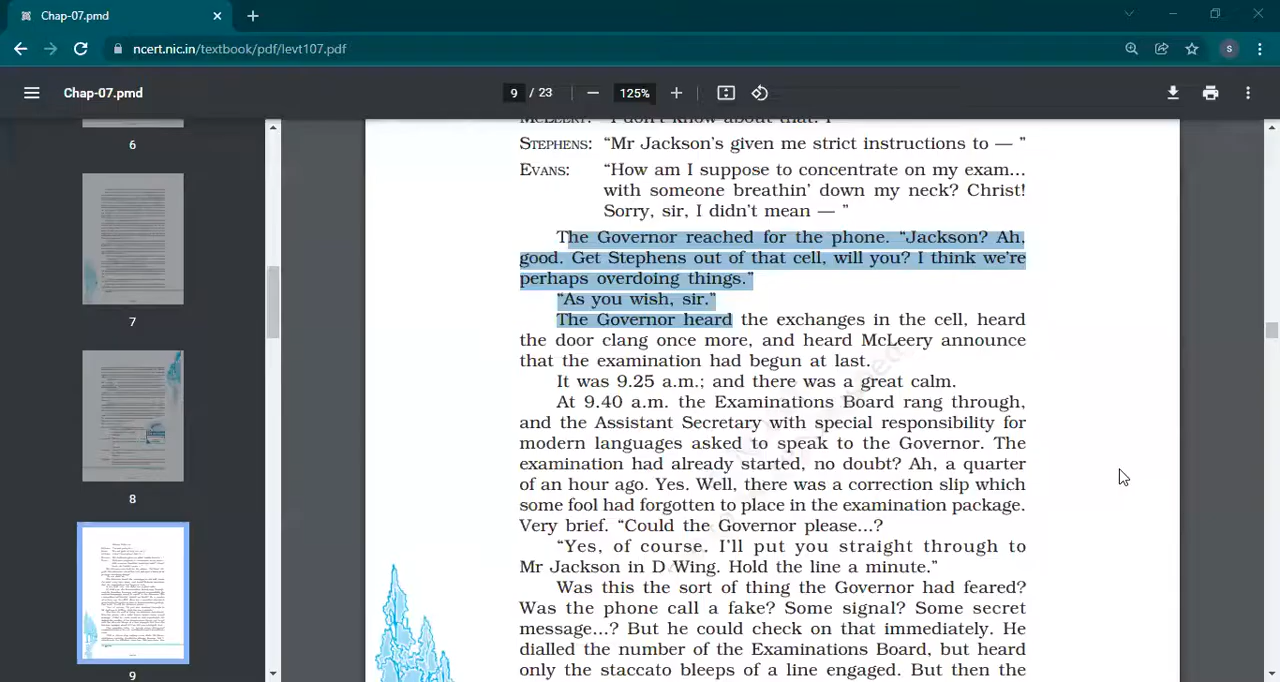 Chap-07.pmd
ncert.nic.in/textbook/pdf/levt107.pdf
S
Chap-07.pmd
9 / 23
125%
6
7
8
9
MCLEERY: "I don't know about that. I
STEPHENS: "Mr Jackson's given me strict instructions to — "
EVANS: "How am I suppose to concentrate on my exam...
with someone breathin' down my neck? Christ!
Sorry, sir, I didn't mean — "
The Governor reached for the phone. "Jackson? Ah,
good. Get Stephens out of that cell, will you? I think we're
perhaps overdoing things."
"As you wish, sir."
The Governor heard the exchanges in the cell, heard
the door clang once more, and heard McLeery announce
that the examination had begun at last.
It was 9.25 a.m.; and there was a great calm.
At 9.40 a.m. the Examinations Board rang through,
and the Assistant Secretary with special responsibility for
modern languages asked to speak to the Governor. The
examination had already started, no doubt? Ah, a quarter
of an hour ago. Yes. Well, there was a correction slip which
some fool had forgotten to place in the examination package.
Very brief. "Could the Governor please...?
"Yes, of course. I'll put you straight through to
Mr Jackson in D Wing. Hold the line a minute."
Was this the sort of thing the Governor had feared?
Was the phone call a fake? Some signal? Some secret
message...? But he could check on that immediately. He
dialled the number of the Examinations Board, but heard
only the staccato bleeps of a line engaged. But then the